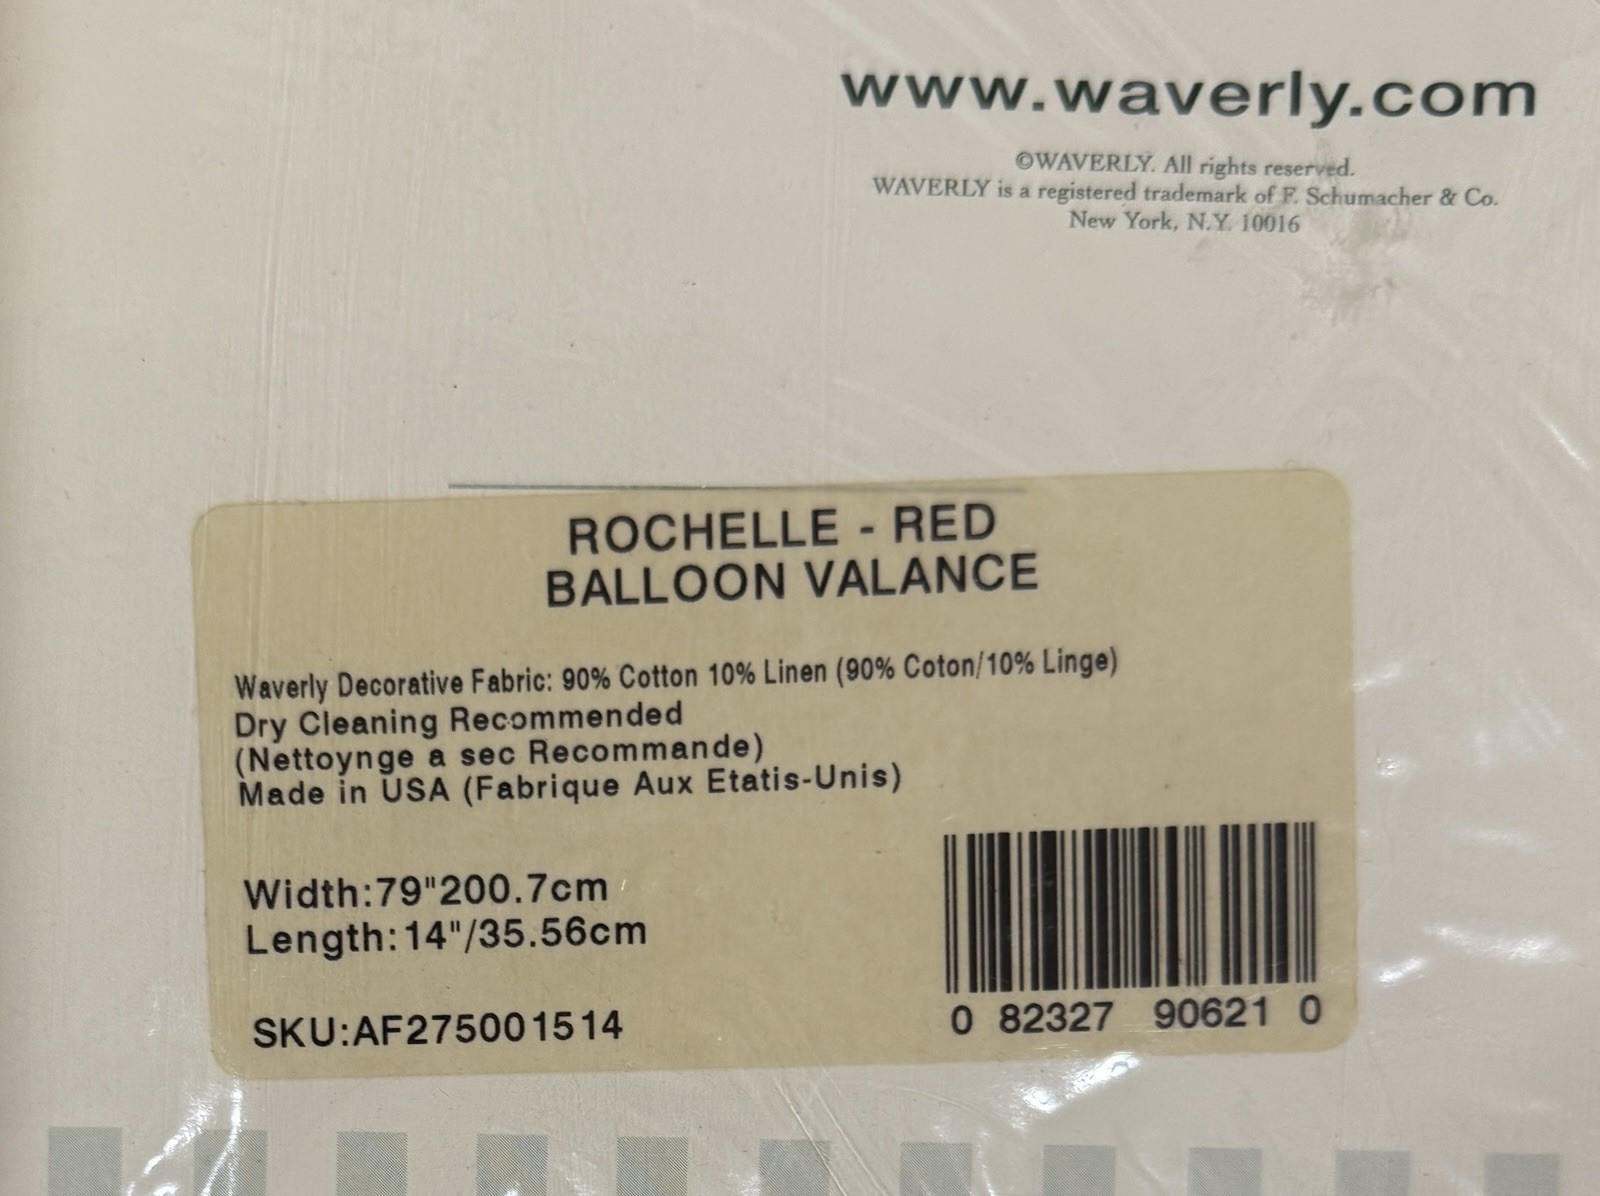 www.waverly.com
©WAVERLY. All rights reserved.
WAVERLY is a registered trademark of F. Schumacher & Co.
New York, N.Y. 10016
ROCHELLE - RED
BALLOON VALANCE
Waverly Decorative Fabric: 90% Cotton 10% Linen (90% Coton/10% Linge)
Dry Cleaning Recommended
(Nettoynge a sec Recommande)
Made in USA (Fabrique Aux Etatis-Unis)
Width:79"200.7cm
Length:14"/35.56cm
SKU:AF275001514
0 82327 90621 0